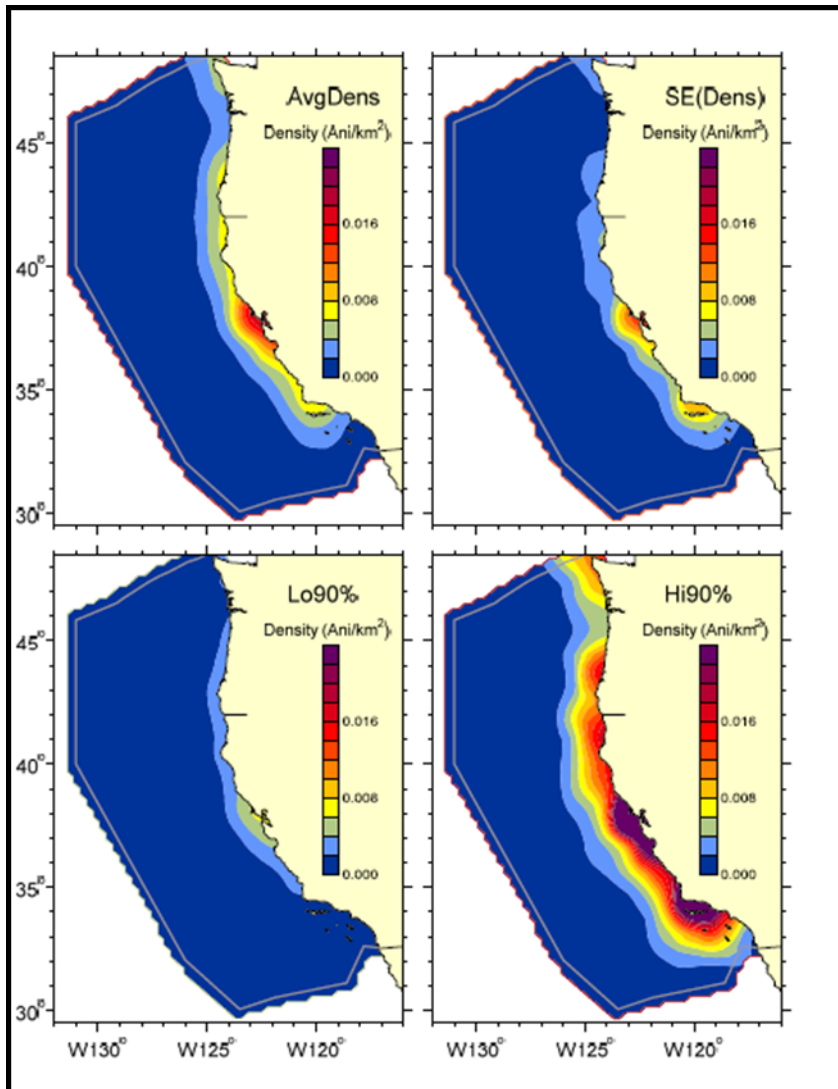 AvgDens
Density (Ani/km²)
0.016
0.008
0.000
SE(Dens)
Density (Ani/km²)
0.016
0.008
0.000
45°
40°
35°
30°
Lo90%
Density (Ani/km²)
0.016
0.008
0.000
Hi90%
Density (Ani/km²)
0.016
0.008
0.000
45°
40°
35°
30°
W130°
W125°
W120°
W130°
W125°
W120°